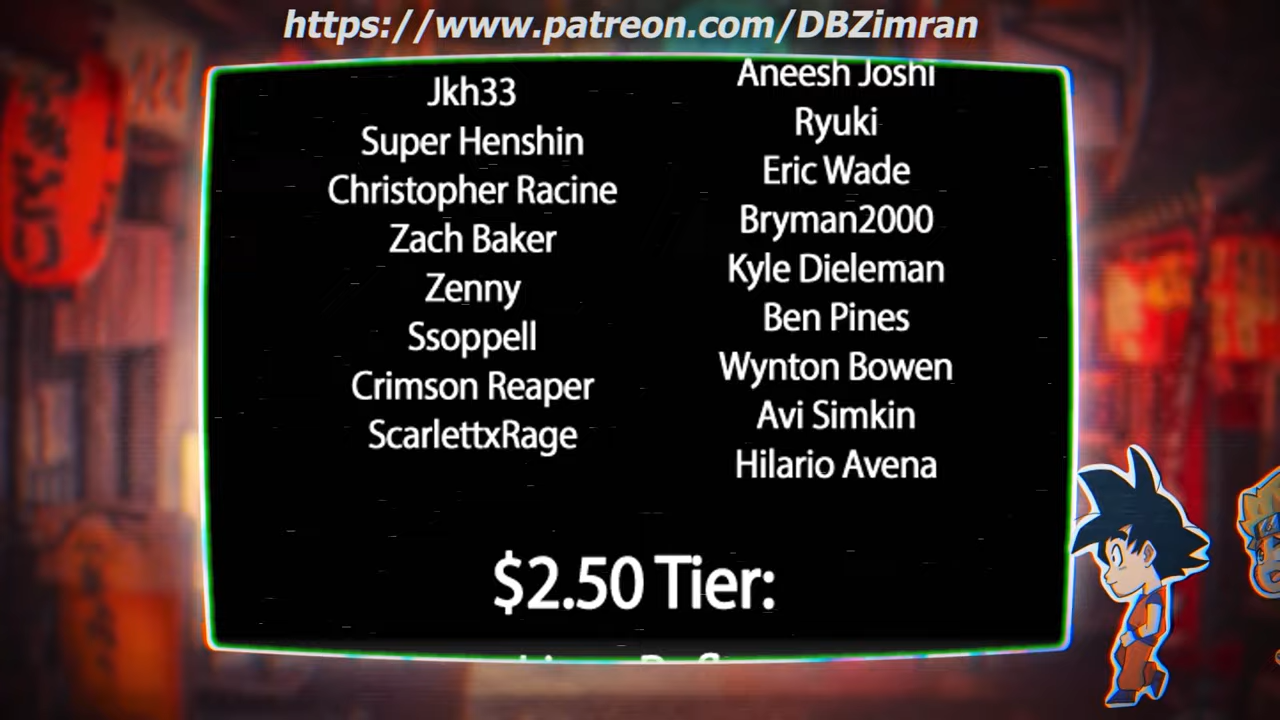 https://www.patreon.com/DBZimran
Jkh33
Super Henshin
Christopher Racine
Zach Baker
Zenny
Ssoppell
Crimson Reaper
ScarlettxRage
Aneesh Joshi
Ryuki
Eric Wade
Bryman2000
Kyle Dieleman
Ben Pines
Wynton Bowen
Avi Simkin
Hilario Avena
$2.50 Tier: